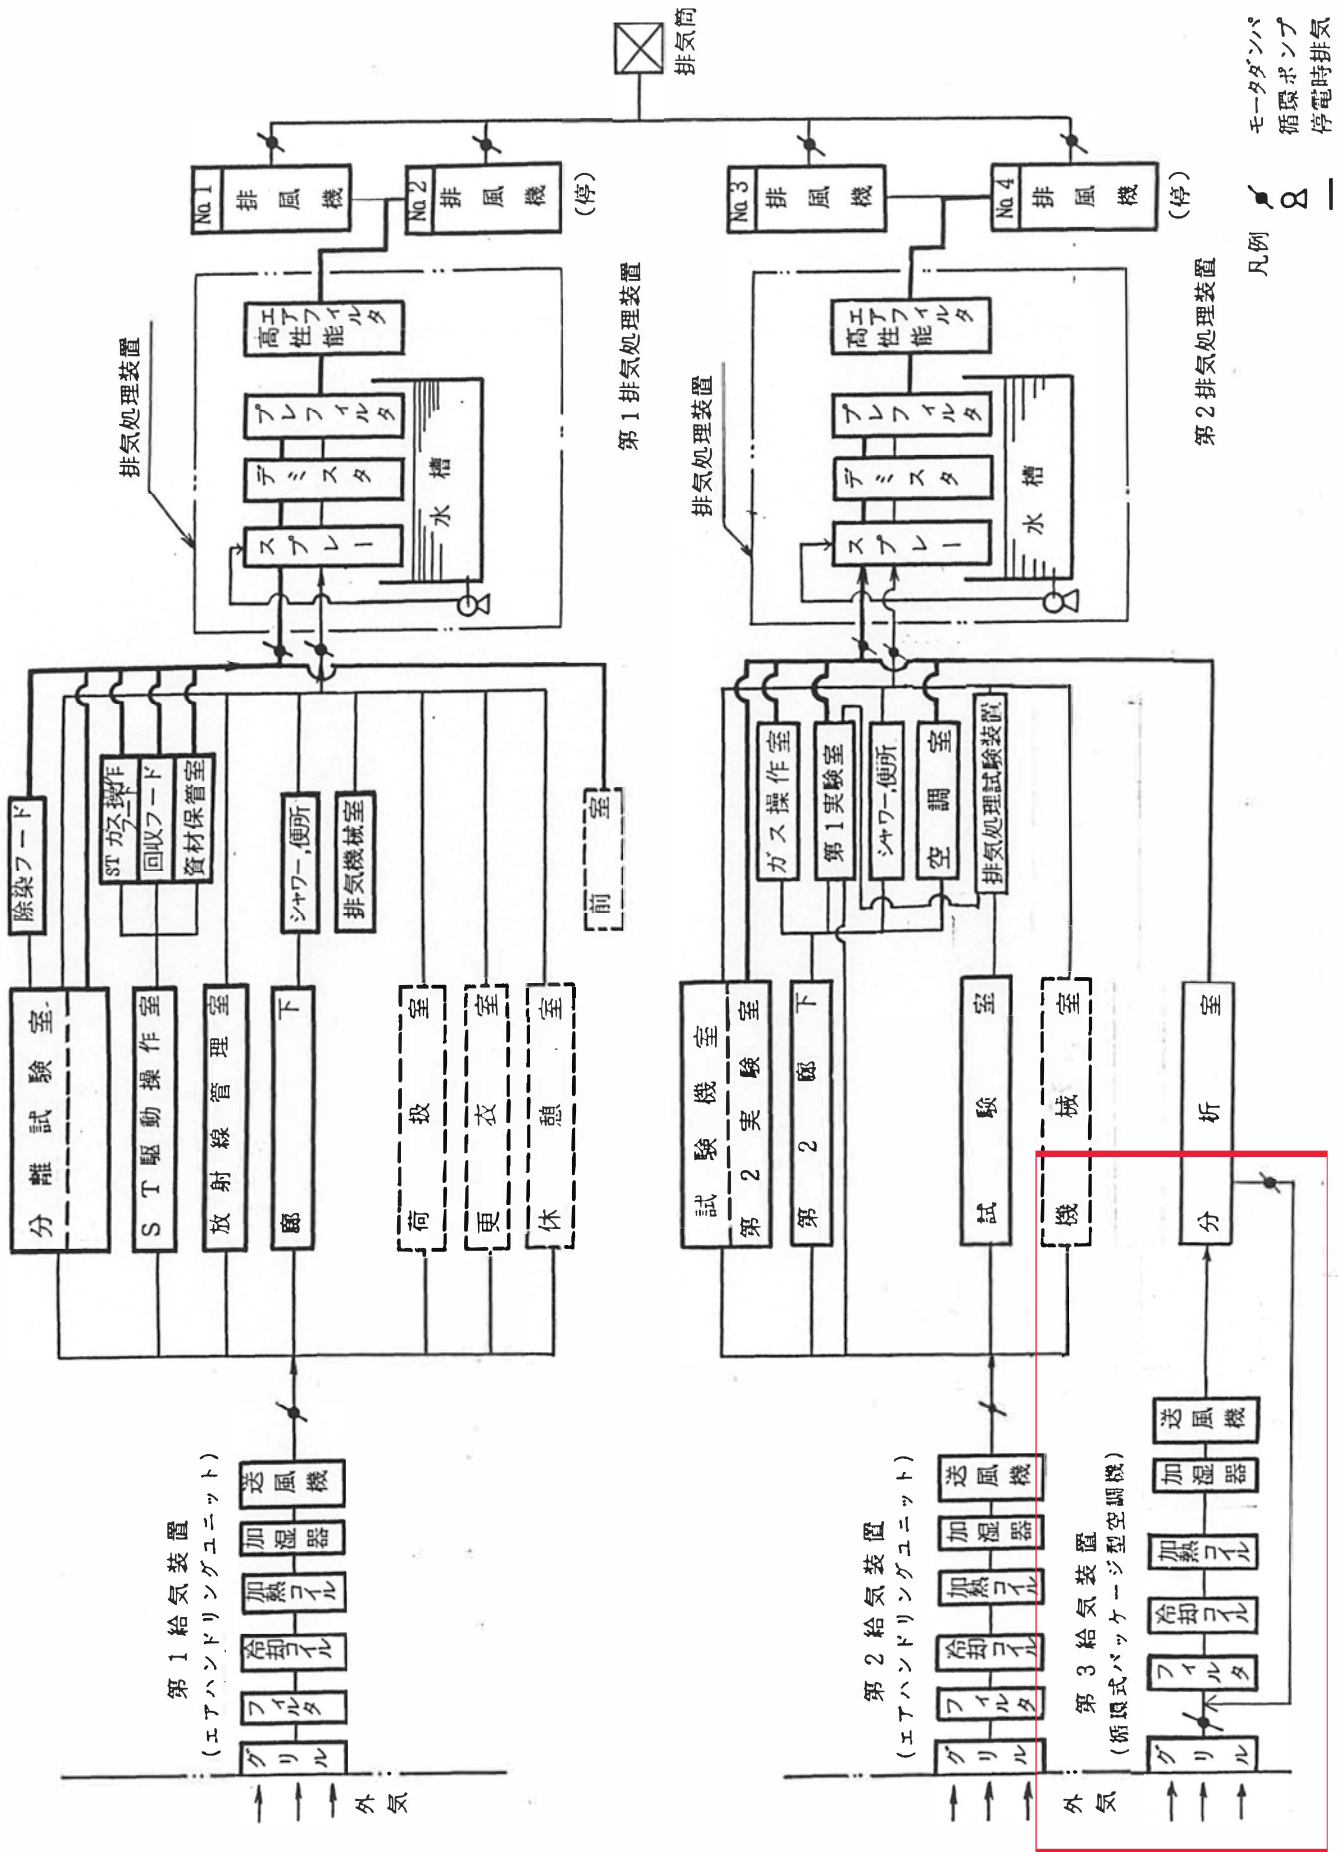 第1給気装置
(エアハンドリングユニット)
外気
グリル
フィルタ
冷却コイル
加熱コイル
加湿器
送風機
分離試験室
ST駆動操作室
放射線管理室
廊下
荷扱室
更衣室
休憩室
除染フード
STガス操作フード
回収フード
資材保管室
シャワー,便所
排気機械室
前室
排気処理装置
スプレー
デミスタ
プレフィルタ
高性能エアフィルタ
水槽
第1排気処理装置
No.1
排風機
No.2
排風機
(停)
排気筒
第2給気装置
(エアハンドリングユニット)
外気
グリル
フィルタ
冷却コイル
加熱コイル
加湿器
送風機
試験機室
第2実験室
第2廊下
試験室
機械室
ガス操作室
第1実験室
シャワー,便所
空調室
排気処理試験装置
排気処理装置
スプレー
デミスタ
プレフィルタ
高性能エアフィルタ
水槽
第2排気処理装置
No.3
排風機
No.4
排風機
(停)
第3給気装置
(循環式パッケージ型空調機)
グリル
フィルタ
冷却コイル
加熱コイル
加湿器
送風機
分析室
凡例
モータダンパ
循環ポンプ
停電時排気